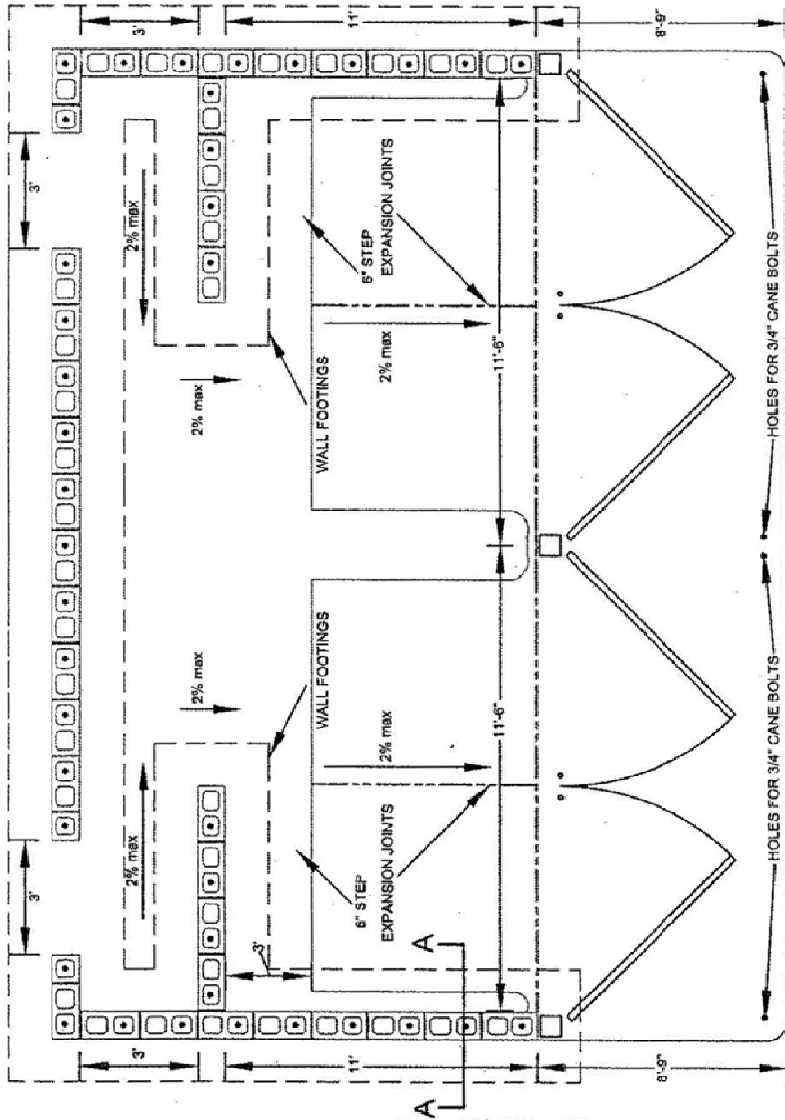 3'
3'
3'
3'
2% max
2% max
2% max
2% max
3'
11'
11'
WALL FOOTINGS
WALL FOOTINGS
6" STEP
EXPANSION JOINTS
6" STEP
EXPANSION JOINTS
2% max
2% max
11'-6"
11'-6"
A
A
8'-9"
8'-9"
HOLES FOR 3/4" CANE BOLTS
HOLES FOR 3/4" CANE BOLTS